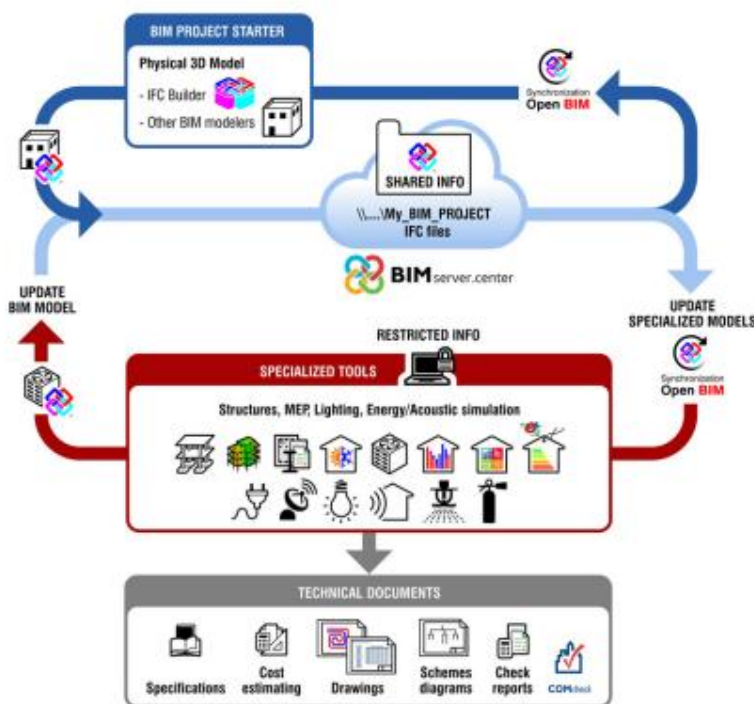 BIM PROJECT STARTER
Physical 3D Model
- IFC Builder
- Other BIM modelers
Synchronization
Open BIM
SHARED INFO
\\....\My_BIM_PROJECT
IFC files
BIMserver.center
UPDATE
BIM MODEL
UPDATE
SPECIALIZED MODELS
Synchronization
Open BIM
RESTRICTED INFO
SPECIALIZED TOOLS
Structures, MEP, Lighting, Energy/Acoustic simulation
TECHNICAL DOCUMENTS
Specifications
Cost
estimating
Drawings
Schemes
diagrams
Check
reports
COMcheck